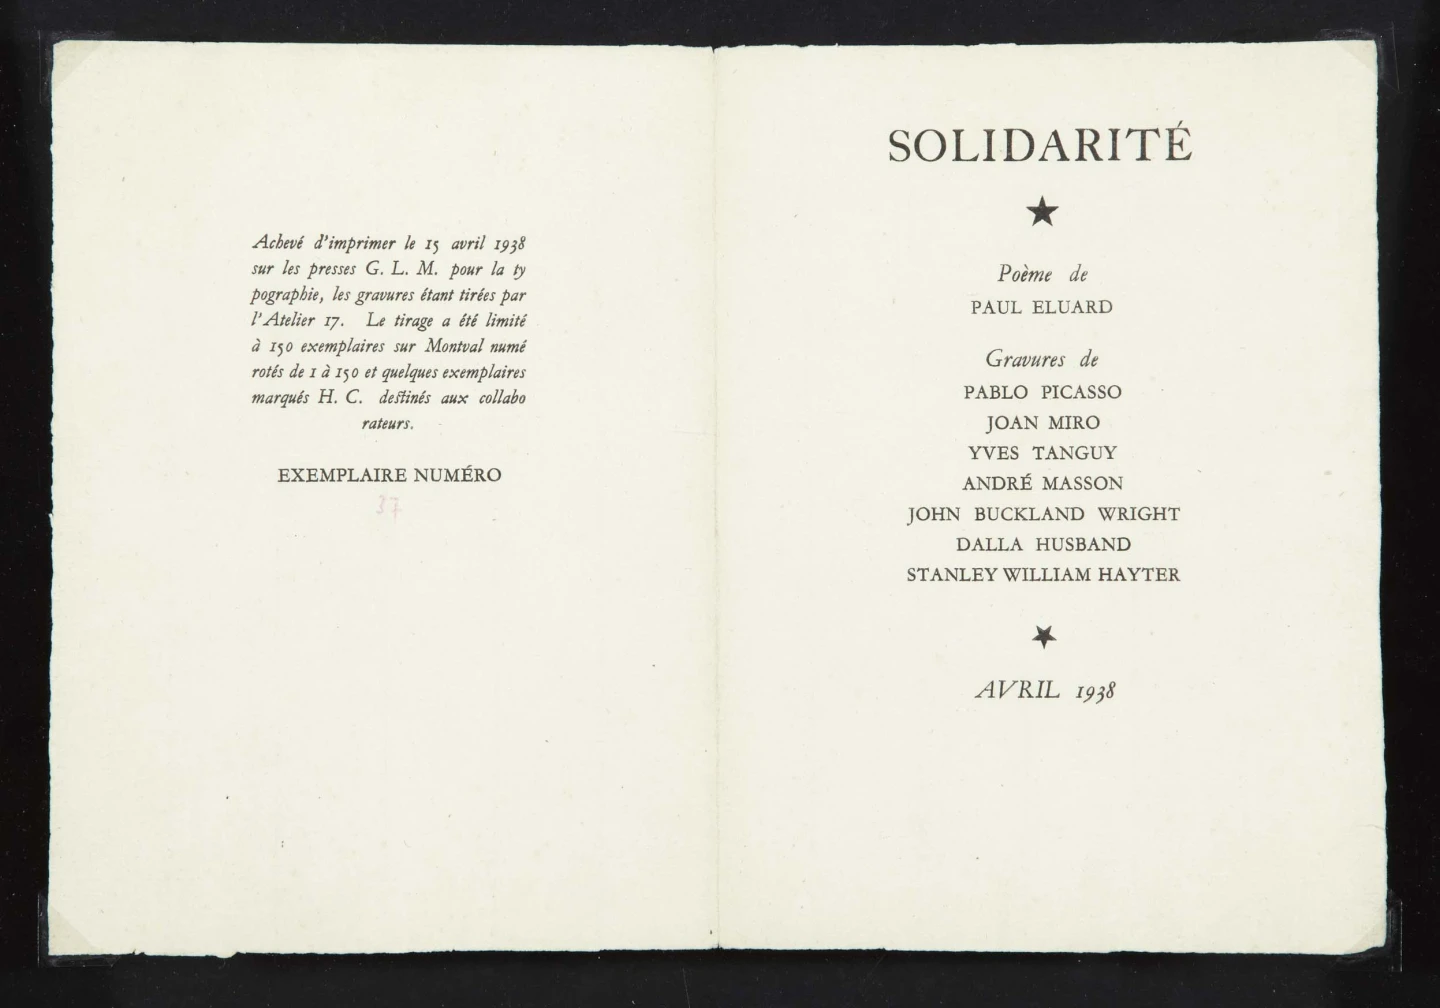 Achevé d'imprimer le 15 avril 1938
sur les presses G. L. M. pour la ty
pographie, les gravures étant tirées par
l'Atelier 17. Le tirage a été limité
à 150 exemplaires sur Montval numé
rotés de 1 à 150 et quelques exemplaires
marqués H. C. destinés aux collabo
rateurs.
EXEMPLAIRE NUMÉRO
37
SOLIDARITÉ
★
Poème de
PAUL ELUARD
Gravures de
PABLO PICASSO
JOAN MIRO
YVES TANGUY
ANDRÉ MASSON
JOHN BUCKLAND WRIGHT
DALLA HUSBAND
STANLEY WILLIAM HAYTER
★
AVRIL 1938